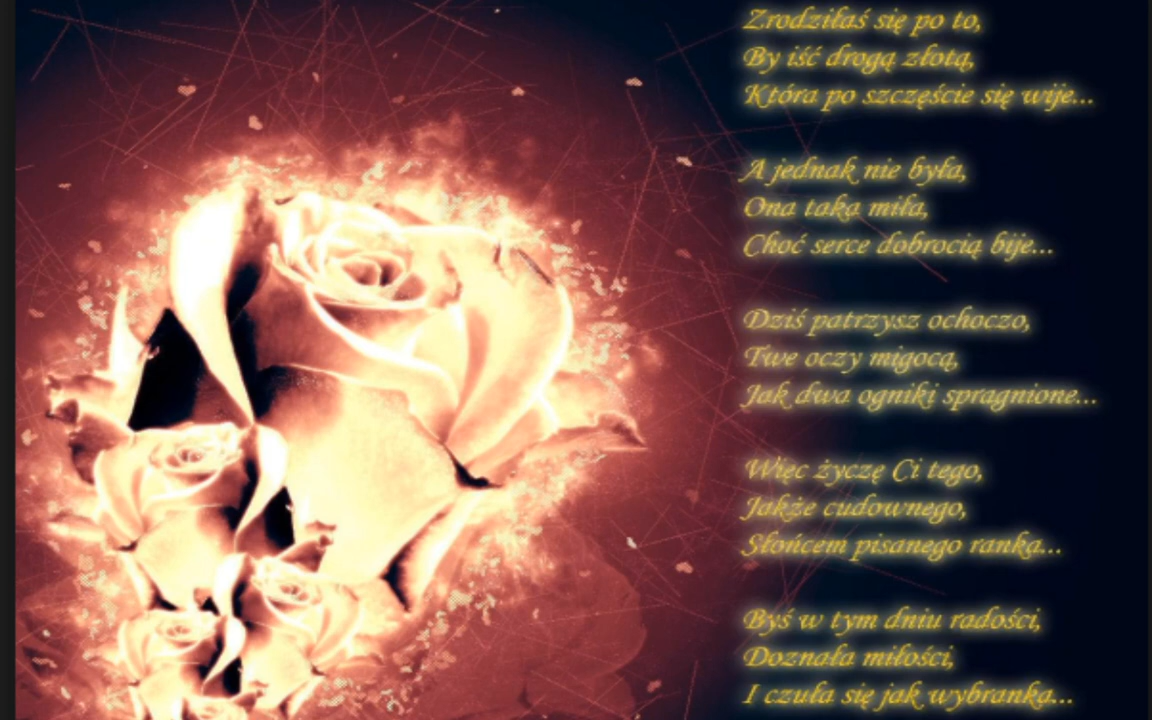 Zrodziłaś się po to,
By iść drogą złotą,
Która po szczęście się wije...
A jednak nie była,
Ona taka miła,
Choć serce dobrocią bije...
Dziś patrzysz ochoczo,
Twe oczy migocą,
Jak dwa ogniki spragnione...
Więc życzę Ci tego,
Jakże cudownego,
Słońcem pisanego ranka...
Byś w tym dniu radości,
Doznała miłości,
I czuła się jak wybranka...